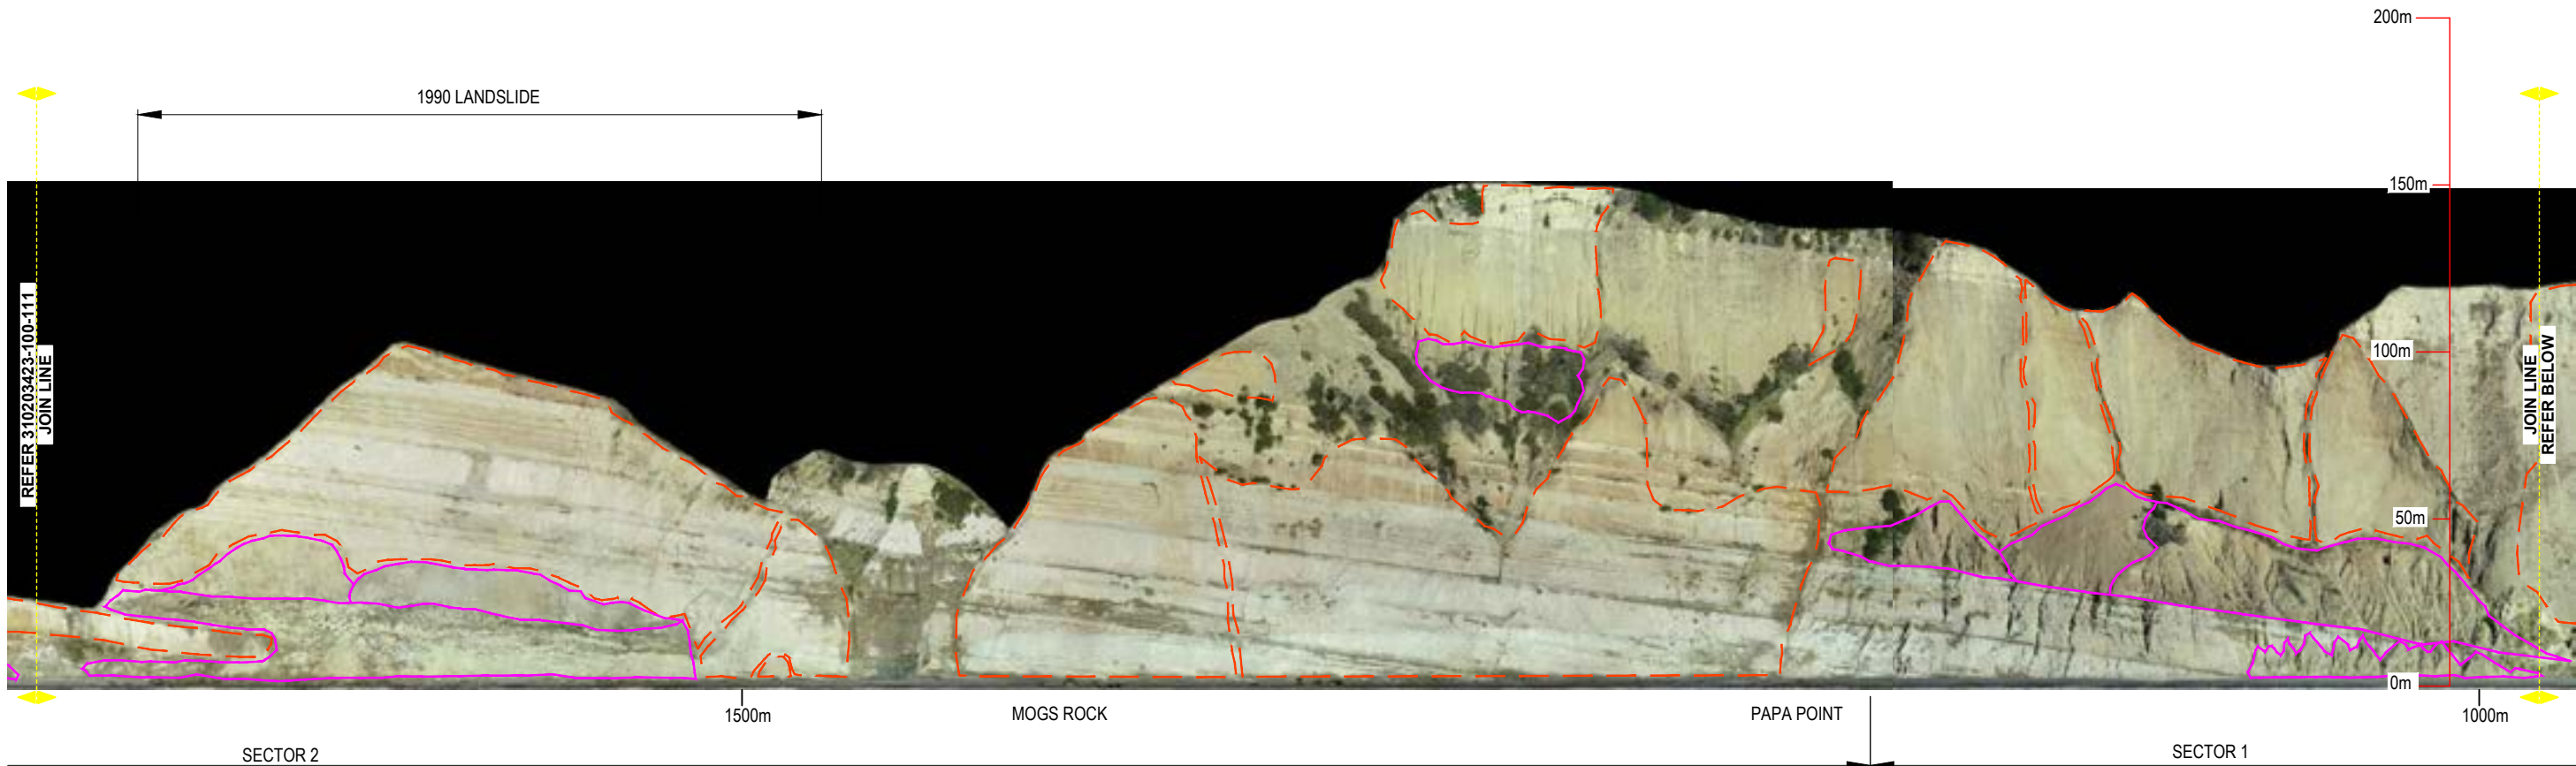 200m
1990 LANDSLIDE
150m
REFER 310203423-100-111
JOIN LINE
100m
JOIN LINE
REFER BELOW
50m
0m
1500m
MOGS ROCK
PAPA POINT
1000m
SECTOR 2
SECTOR 1